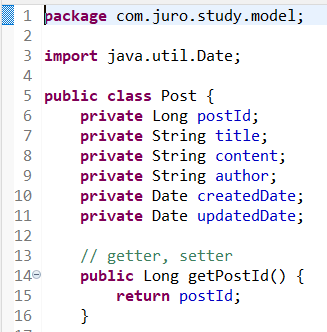 1 package com.juro.study.model;
2
3 import java.util.Date;
4
5 public class Post {
6     private Long postId;
7     private String title;
8     private String content;
9     private String author;
10     private Date createdDate;
11     private Date updatedDate;
12
13     // getter, setter
14     public Long getPostId() {
15         return postId;
16     }